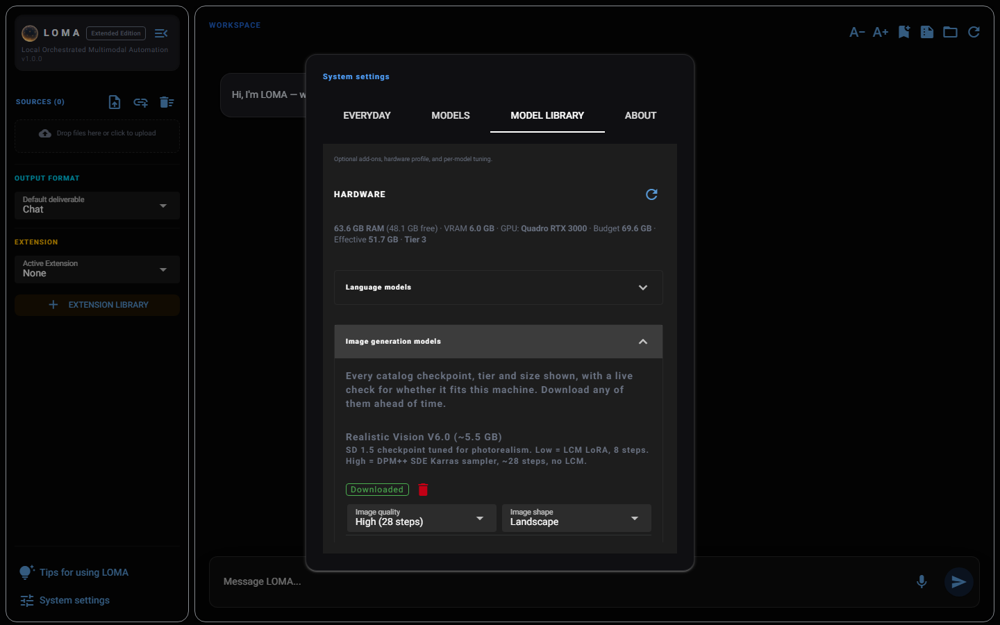 LOMA
Extended Edition
Local Orchestrated Multimodal Automation
v1.0.0
SOURCES (0)
Drop files here or click to upload
OUTPUT FORMAT
Default deliverable
Chat
EXTENSION
Active Extension
None
EXTENSION LIBRARY
Tips for using LOMA
System settings
WORKSPACE
A− A+
Hi, I'm LOMA — w
System settings
EVERYDAY MODELS MODEL LIBRARY ABOUT
Optional add-ons, hardware profile, and per-model tuning.
HARDWARE
63.6 GB RAM (48.1 GB free) · VRAM 6.0 GB · GPU: Quadro RTX 3000 · Budget 69.6 GB ·
Effective 51.7 GB · Tier 3
Language models
Image generation models
Every catalog checkpoint, tier and size shown, with a live
check for whether it fits this machine. Download any of
them ahead of time.
Realistic Vision V6.0 (~5.5 GB)
SD 1.5 checkpoint tuned for photorealism. Low = LCM LoRA, 8 steps.
High = DPM++ SDE Karras sampler, ~28 steps, no LCM.
Downloaded
Image quality
High (28 steps)
Image shape
Landscape
Message LOMA...